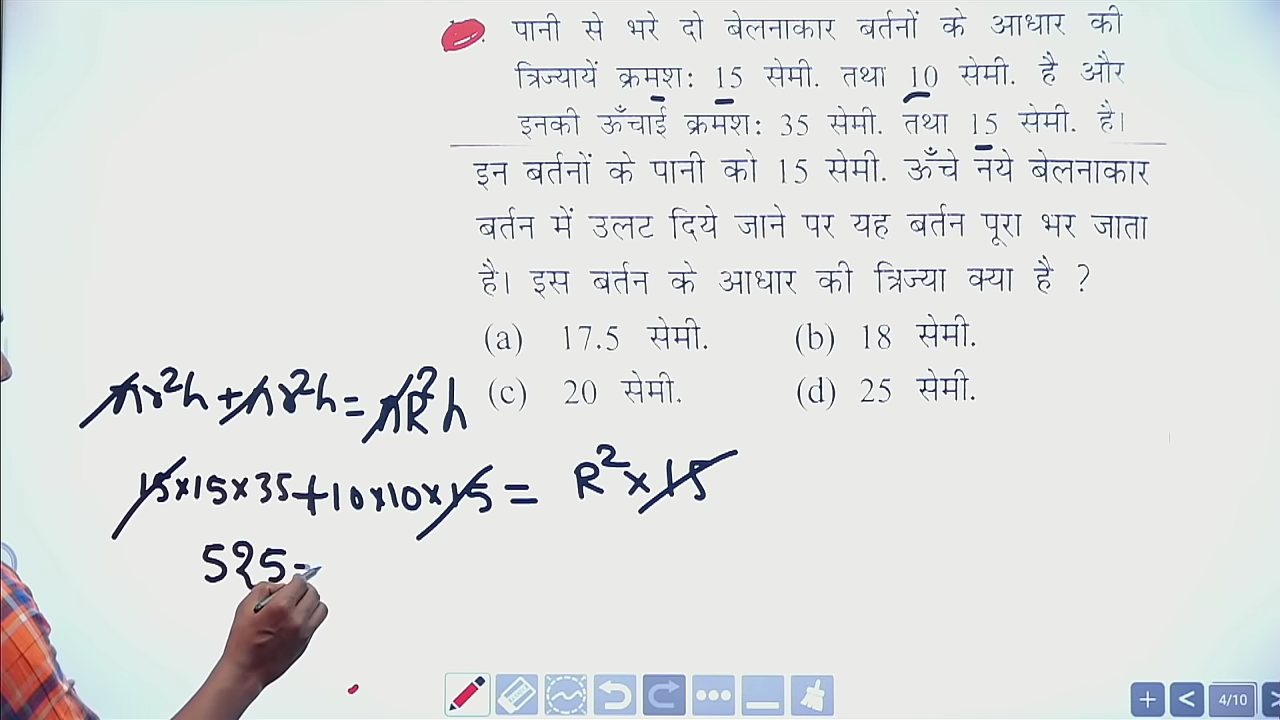 पानी से भरे दो बेलनाकार बर्तनों के आधार की
त्रिज्यायें क्रमश: 15 सेमी. तथा 10 सेमी. है और
इनकी ऊँचाई क्रमश: 35 सेमी. तथा 15 सेमी. है।
इन बर्तनों के पानी को 15 सेमी. ऊँचे नये बेलनाकार
बर्तन में उलट दिये जाने पर यह बर्तन पूरा भर जाता
है। इस बर्तन के आधार की त्रिज्या क्या है ?
(a) 17.5 सेमी. (b) 18 सेमी.
(c) 20 सेमी. (d) 25 सेमी.
πr²h + πr²h = πR²h
15×15×35+10×10×15 = R²×15
525
4/10